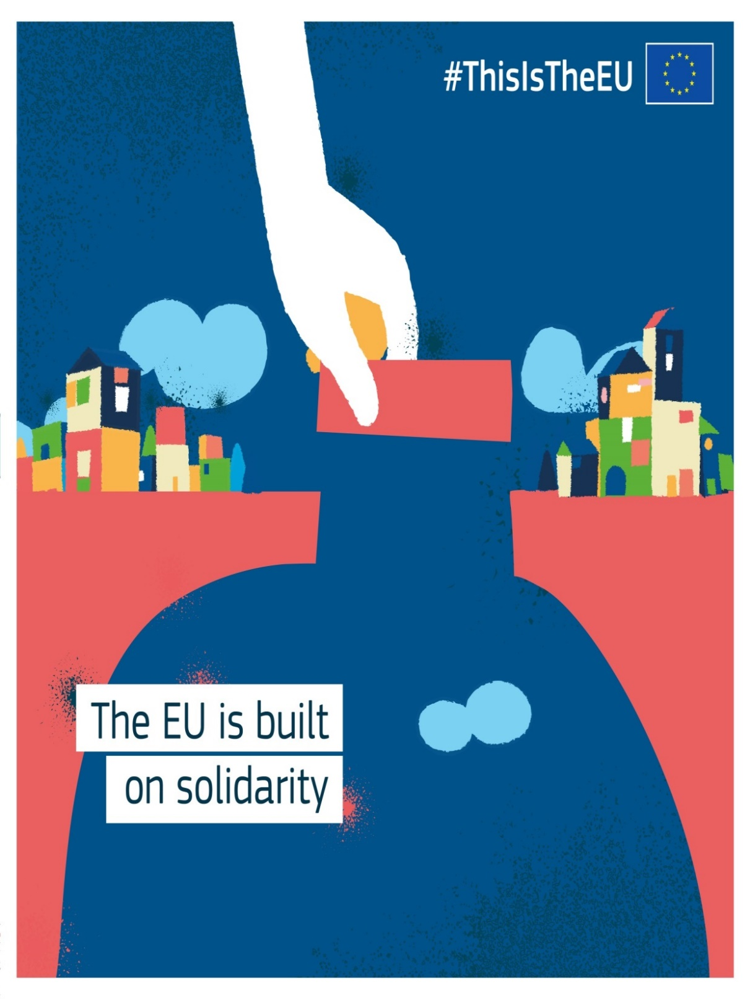 #ThisIsTheEU
The EU is built
on solidarity